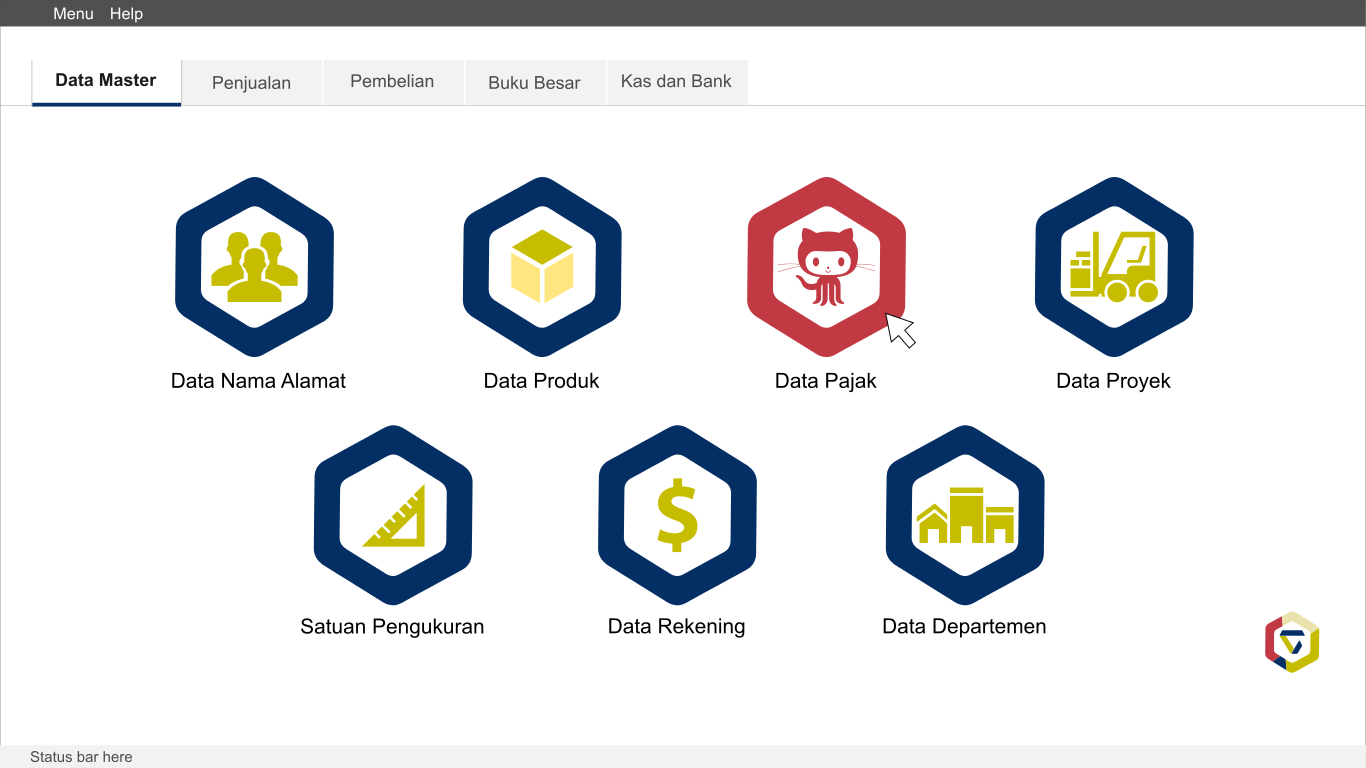 Menu Help
Data Master Penjualan Pembelian Buku Besar Kas dan Bank
Data Nama Alamat Data Produk Data Pajak Data Proyek
Satuan Pengukuran Data Rekening Data Departemen
Status bar here